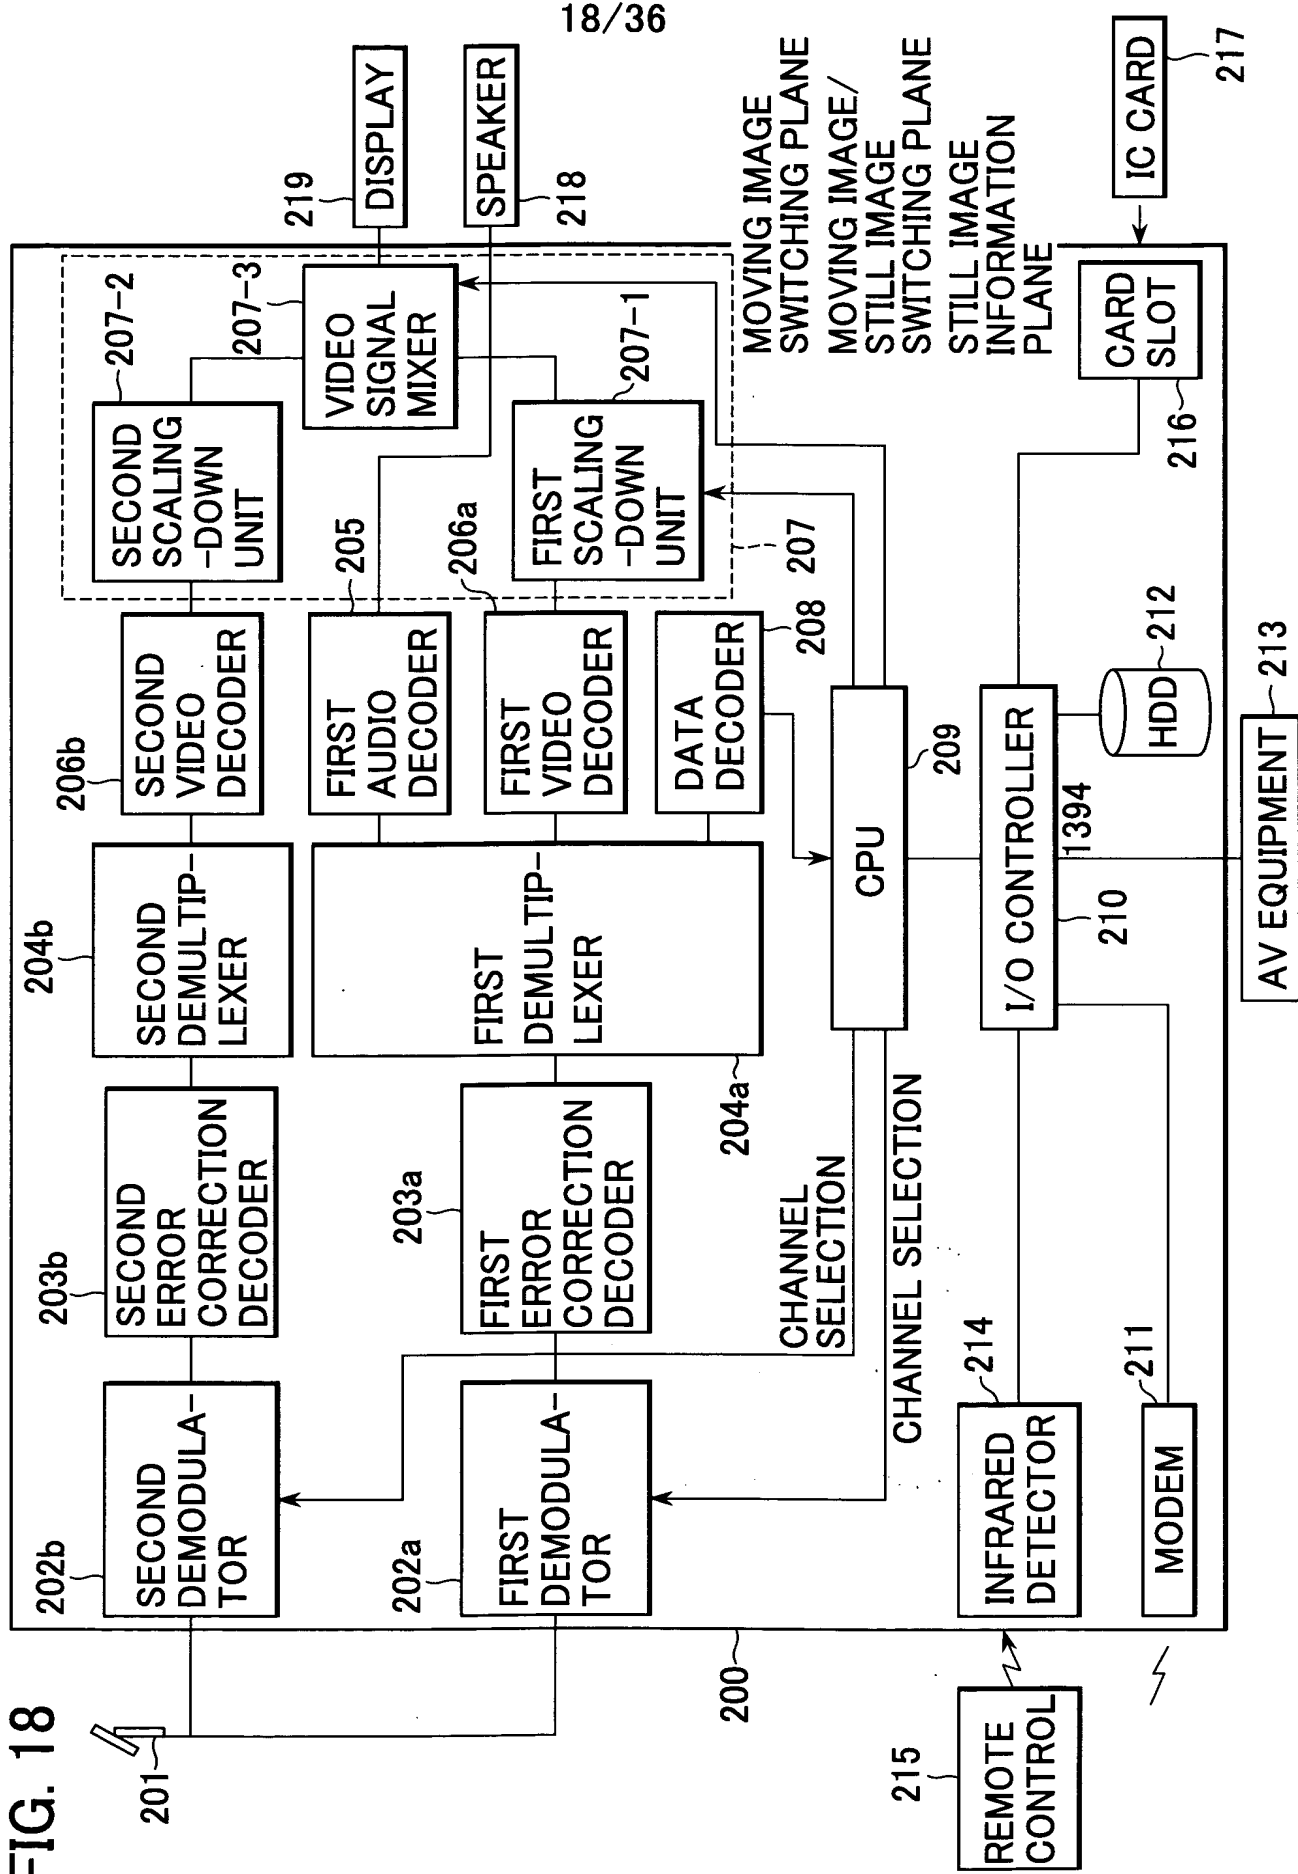 18/36
FIG. 18
201
202b
SECOND
DEMODULA-
TOR
203b
SECOND
ERROR
CORRECTION
DECODER
204b
SECOND
DEMULTIP-
LEXER
206b
SECOND
VIDEO
DECODER
207-2
SECOND
SCALING
-DOWN
UNIT
207-3
VIDEO
SIGNAL
MIXER
219
DISPLAY
SPEAKER
218
202a
FIRST
DEMODULA-
TOR
203a
FIRST
ERROR
CORRECTION
DECODER
FIRST
DEMULTIP-
LEXER
204a
205
FIRST
AUDIO
DECODER
206a
FIRST
VIDEO
DECODER
207-1
FIRST
SCALING
-DOWN
UNIT
207
DATA
DECODER
208
MOVING IMAGE
SWITCHING PLANE
MOVING IMAGE/
STILL IMAGE
SWITCHING PLANE
STILL IMAGE
INFORMATION
PLANE
CHANNEL
SELECTION
CHANNEL SELECTION
CPU
209
200
215
REMOTE
CONTROL
214
INFRARED
DETECTOR
211
MODEM
I/O CONTROLLER
210
1394
HDD
212
AV EQUIPMENT
213
CARD
SLOT
216
IC CARD
217